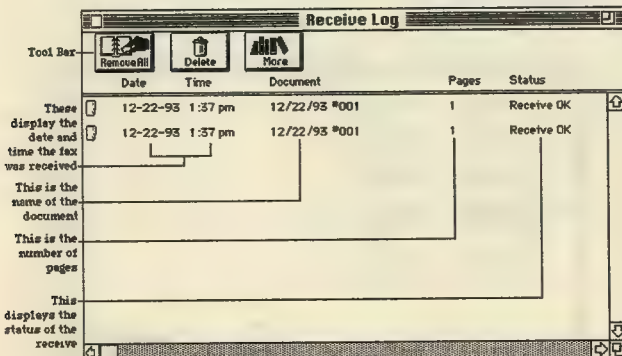 Receive Log
Tool Bar
RemoveAll Delete More
Date Time Document Pages Status
12-22-93 1:37 pm 12/22/93 #001 1 Receive OK
12-22-93 1:37 pm 12/22/93 #001 1 Receive OK
These
display the
date and
time the fax
was received
This is the
name of the
document
This is the
number of
pages
This
displays the
status of the
receive